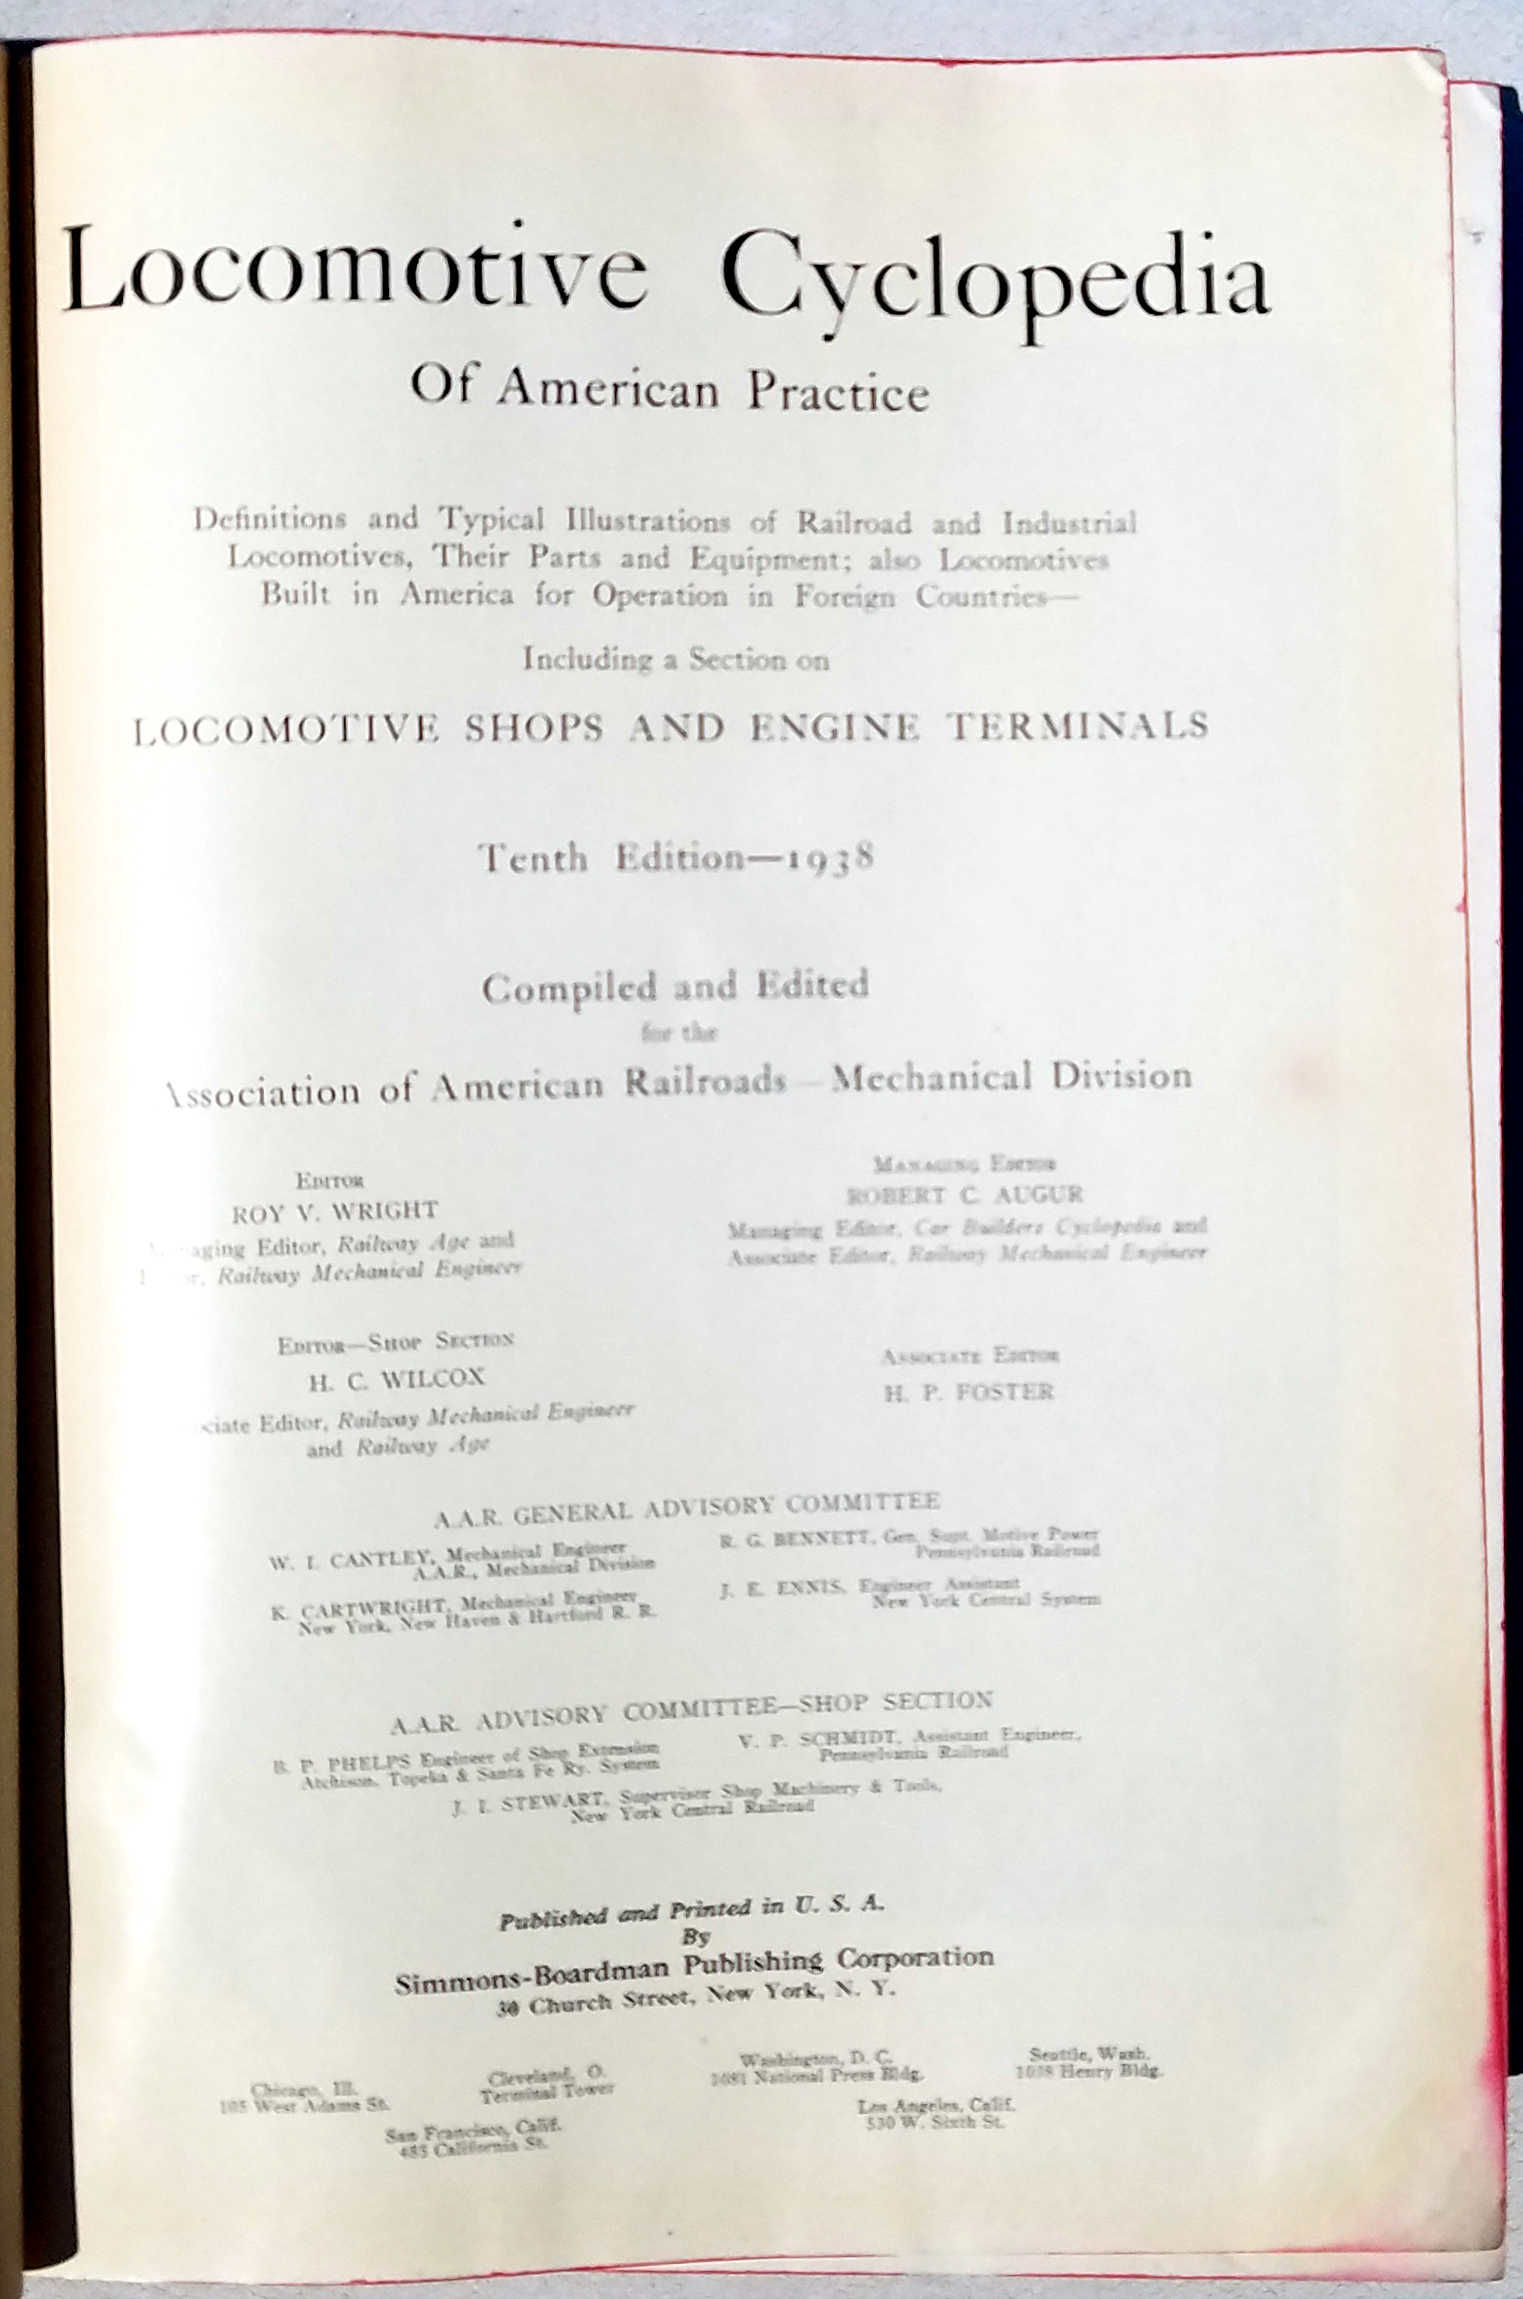 Locomotive Cyclopedia
Of American Practice
Definitions and Typical Illustrations of Railroad and Industrial
Locomotives, Their Parts and Equipment; also Locomotives
Built in America for Operation in Foreign Countries—
Including a Section on
LOCOMOTIVE SHOPS AND ENGINE TERMINALS
Tenth Edition—1938
Compiled and Edited
for the
Association of American Railroads—Mechanical Division
EDITOR
ROY V. WRIGHT
aging Editor, Railway Age and
r, Railway Mechanical Engineer
MANAGING EDITOR
ROBERT C. AUGUR
Managing Editor, Car Builders Cyclopedia and
Associate Editor, Railway Mechanical Engineer
EDITOR—SHOP SECTION
H. C. WILCOX
ciate Editor, Railway Mechanical Engineer
and Railway Age
ASSOCIATE EDITOR
H. P. FOSTER
A.A.R. GENERAL ADVISORY COMMITTEE
W. I. CANTLEY, Mechanical Engineer
A.A.R., Mechanical Division
R. G. BENNETT, Gen. Supt. Motive Power
Pennsylvania Railroad
K. CARTWRIGHT, Mechanical Engineer
New York, New Haven & Hartford R. R.
J. E. ENNIS, Engineer Assistant
New York Central System
A.A.R. ADVISORY COMMITTEE—SHOP SECTION
B. P. PHELPS Engineer of Shop Extension
Atchison, Topeka & Santa Fe Ry. System
V. P. SCHMIDT, Assistant Engineer,
Pennsylvania Railroad
J. I. STEWART, Supervisor Shop Machinery & Tools,
New York Central Railroad
Published and Printed in U. S. A.
By
Simmons-Boardman Publishing Corporation
30 Church Street, New York, N. Y.
Chicago, Ill.
105 West Adams St.
Cleveland, O.
Terminal Tower
Washington, D. C.
1081 National Press Bldg.
Seattle, Wash.
1038 Henry Bldg.
San Francisco, Calif.
485 California St.
Los Angeles, Calif.
530 W. Sixth St.